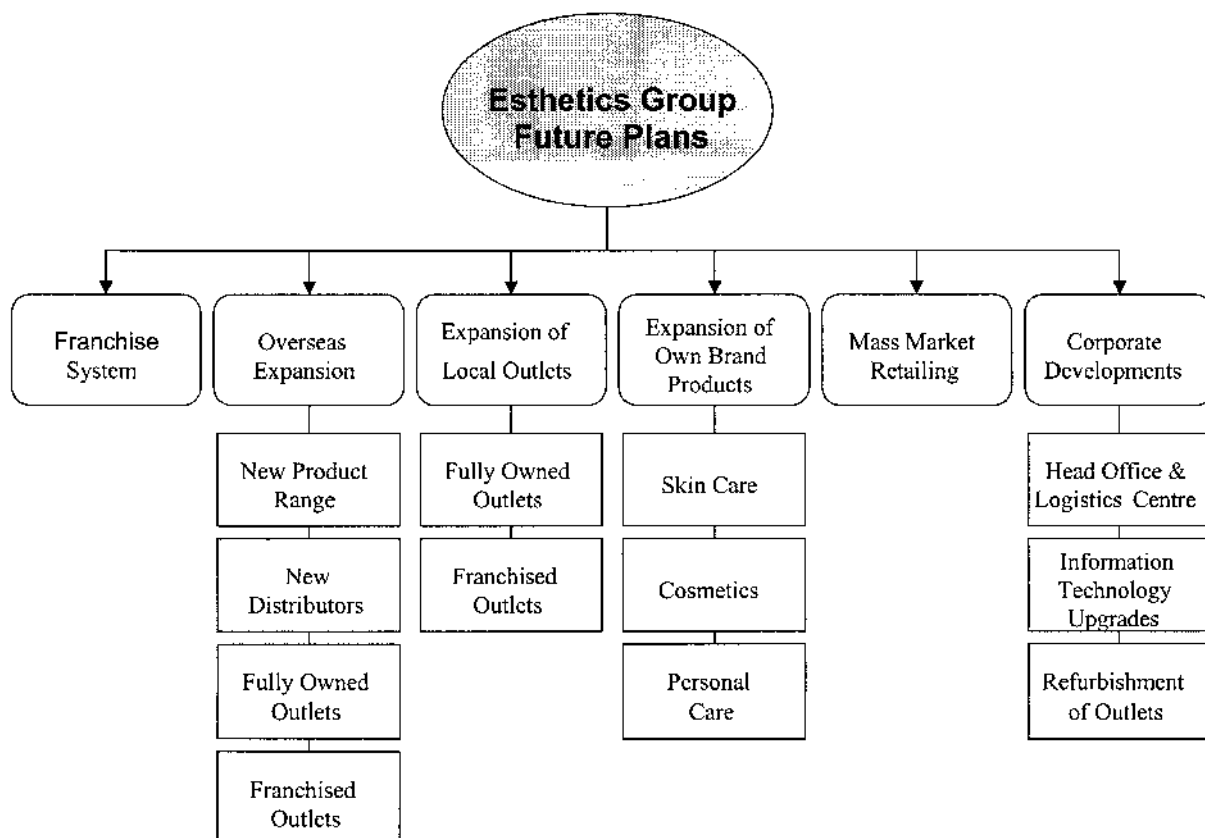 Esthetics Group
Future Plans
Franchise
System
Overseas
Expansion
Expansion of
Local Outlets
Expansion of
Own Brand
Products
Mass Market
Retailing
Corporate
Developments
New Product
Range
New
Distributors
Fully Owned
Outlets
Franchised
Outlets
Fully Owned
Outlets
Franchised
Outlets
Skin Care
Cosmetics
Personal
Care
Head Office &
Logistics Centre
Information
Technology
Upgrades
Refurbishment
of Outlets